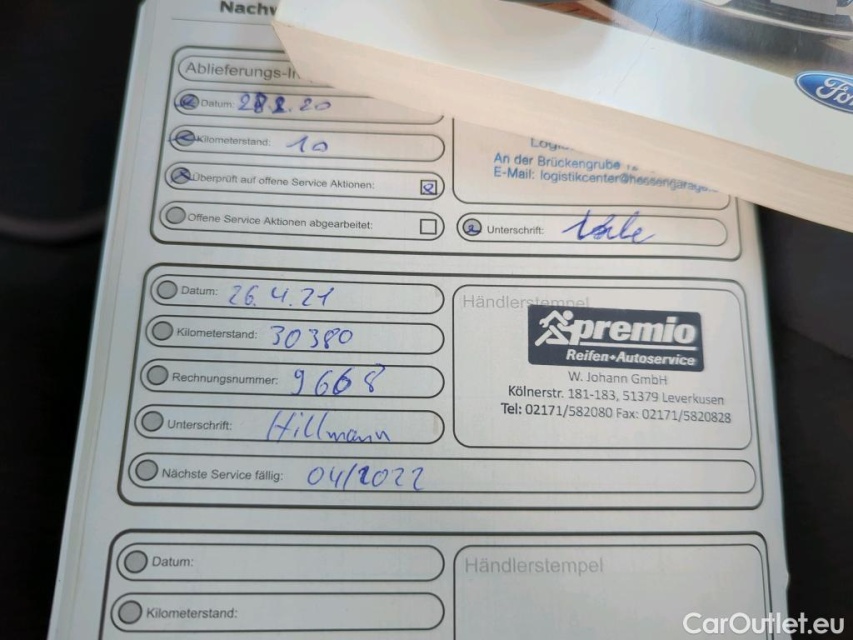 Ablieferungs-In
Ford
Datum: 28.2.20
Kilometerstand: 10
Überprüft auf offene Service Aktionen:
An der Brückengrube
E-Mail: logistikcenter@hessengarage
Offene Service Aktionen abgearbeitet:
Unterschrift:
Datum: 26.4.21
Kilometerstand: 30380
Rechnungsnummer: 9668
Unterschrift: Hillmann
Nächste Service fällig: 04/2022
Händlerstempel
premio
Reifen•Autoservice
W. Johann GmbH
Kölnerstr. 181-183, 51379 Leverkusen
Tel: 02171/582080 Fax: 02171/5820828
Datum:
Kilometerstand:
Händlerstempel
CarOutlet.eu